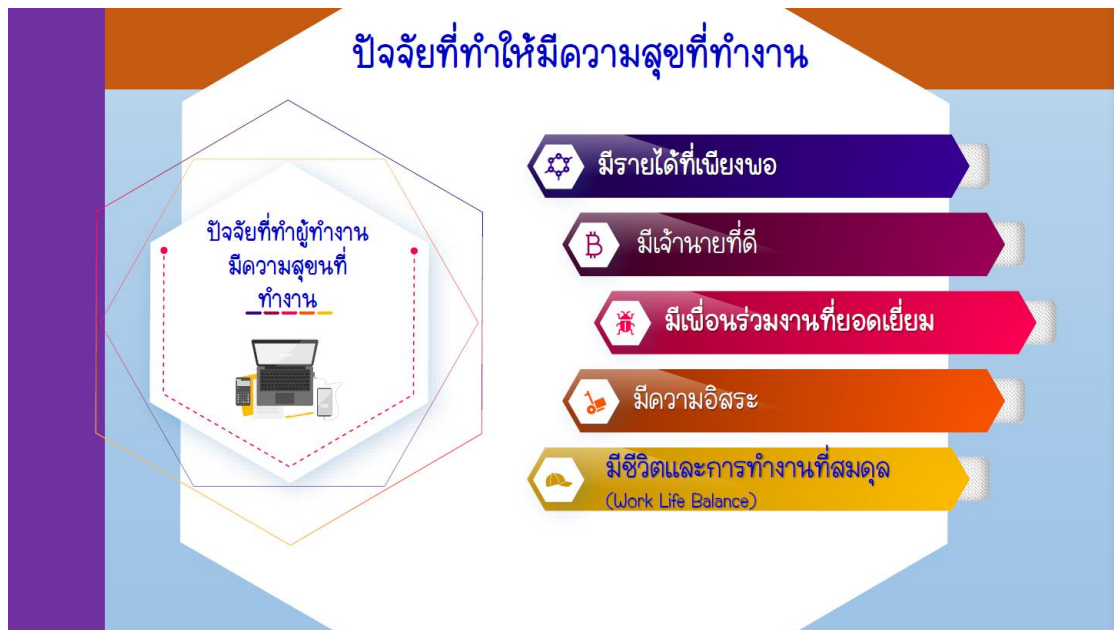 ปัจจัยที่ทำให้มีความสุขที่ทำงาน
ปัจจัยที่ทำผู้ทำงาน
มีความสุขนที่
ทำงาน
มีรายได้ที่เพียงพอ
มีเจ้านายที่ดี
มีเพื่อนร่วมงานที่ยอดเยี่ยม
มีความอิสระ
มีชีวิตและการทำงานที่สมดุล
(Work Life Balance)